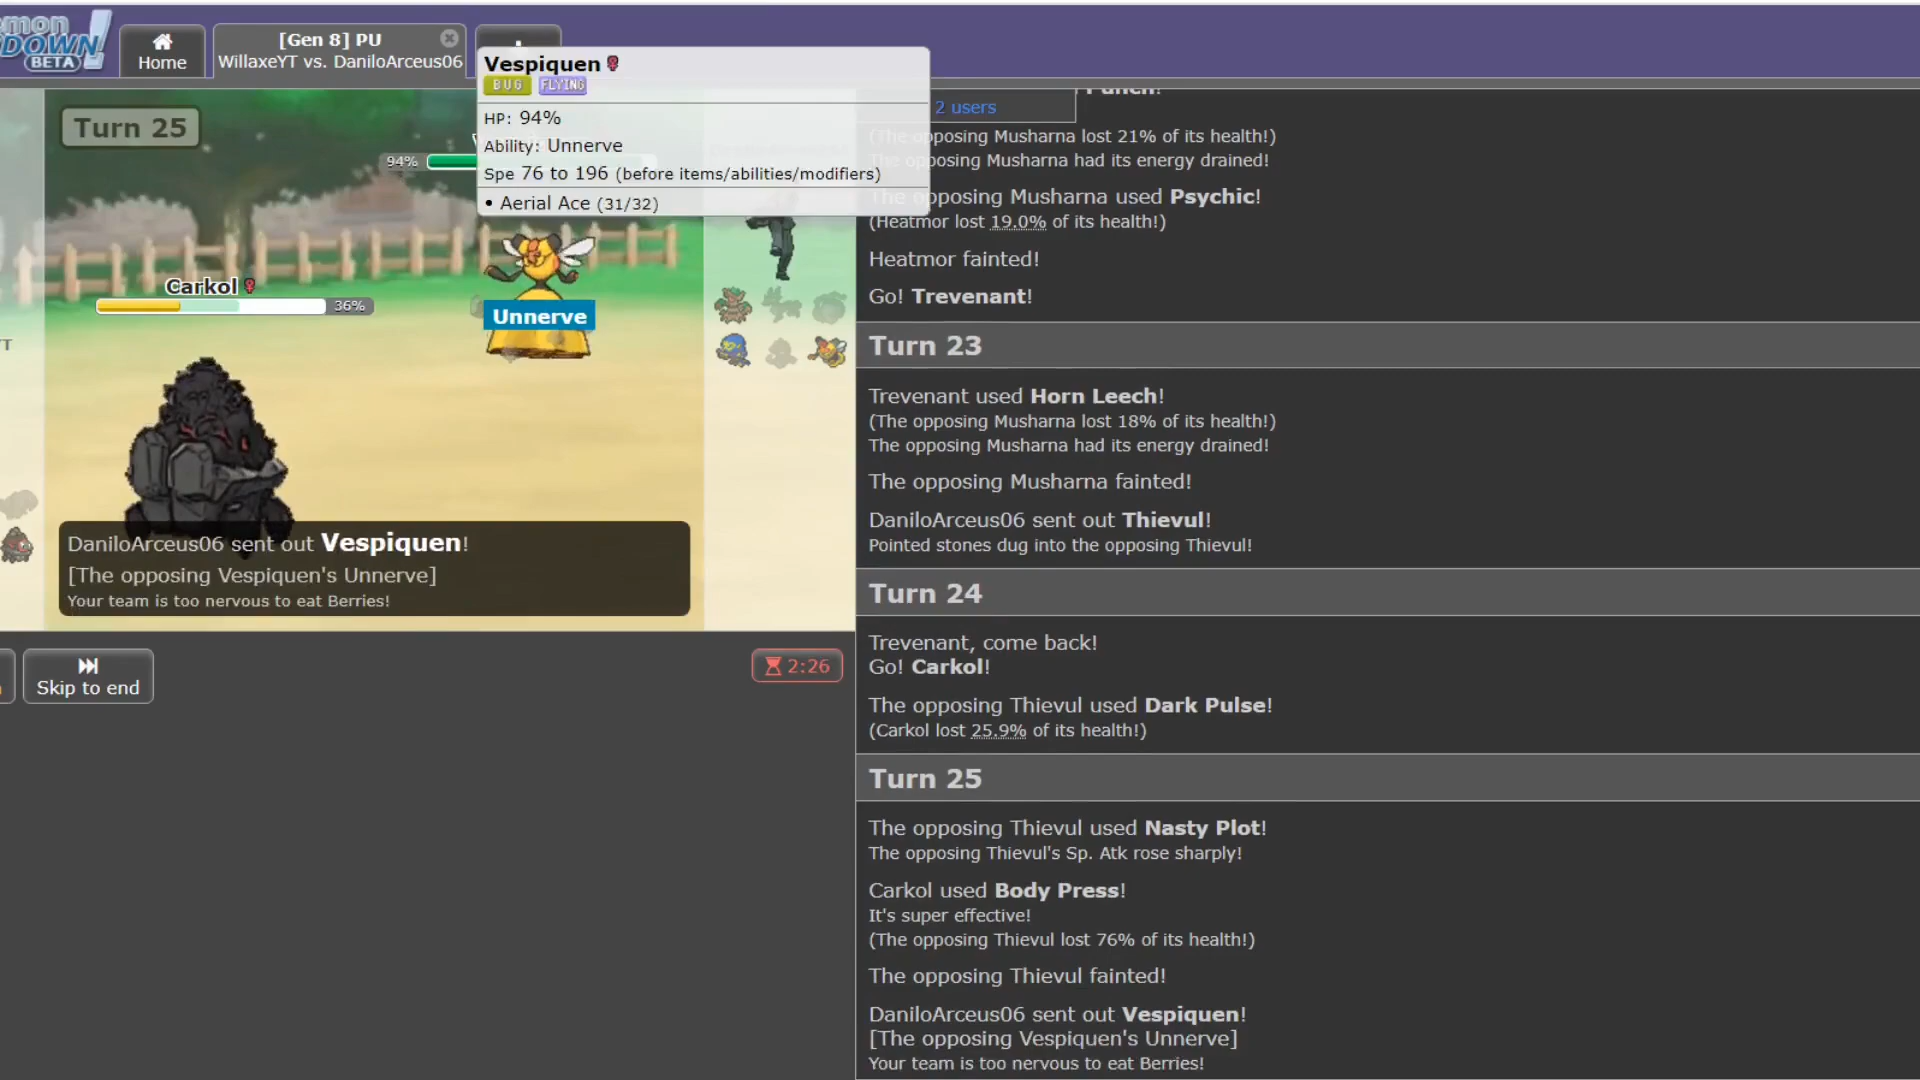 mon
DOWN!
BETA
Home
[Gen 8] PU
WillaxeYT vs. DaniloArceus06
+
Vespiquen
BUG FLYING
HP: 94%
Ability: Unnerve
Spe 76 to 196 (before items/abilities/modifiers)
• Aerial Ace (31/32)
Turn 25
94%
Carkol
36%
Unnerve
DaniloArceus06 sent out Vespiquen!
[The opposing Vespiquen's Unnerve]
Your team is too nervous to eat Berries!
Skip to end
2:26
2 users
Punch!
(The opposing Musharna lost 21% of its health!)
The opposing Musharna had its energy drained!
The opposing Musharna used Psychic!
(Heatmor lost 19.0% of its health!)
Heatmor fainted!
Go! Trevenant!
Turn 23
Trevenant used Horn Leech!
(The opposing Musharna lost 18% of its health!)
The opposing Musharna had its energy drained!
The opposing Musharna fainted!
DaniloArceus06 sent out Thievul!
Pointed stones dug into the opposing Thievul!
Turn 24
Trevenant, come back!
Go! Carkol!
The opposing Thievul used Dark Pulse!
(Carkol lost 25.9% of its health!)
Turn 25
The opposing Thievul used Nasty Plot!
The opposing Thievul's Sp. Atk rose sharply!
Carkol used Body Press!
It's super effective!
(The opposing Thievul lost 76% of its health!)
The opposing Thievul fainted!
DaniloArceus06 sent out Vespiquen!
[The opposing Vespiquen's Unnerve]
Your team is too nervous to eat Berries!